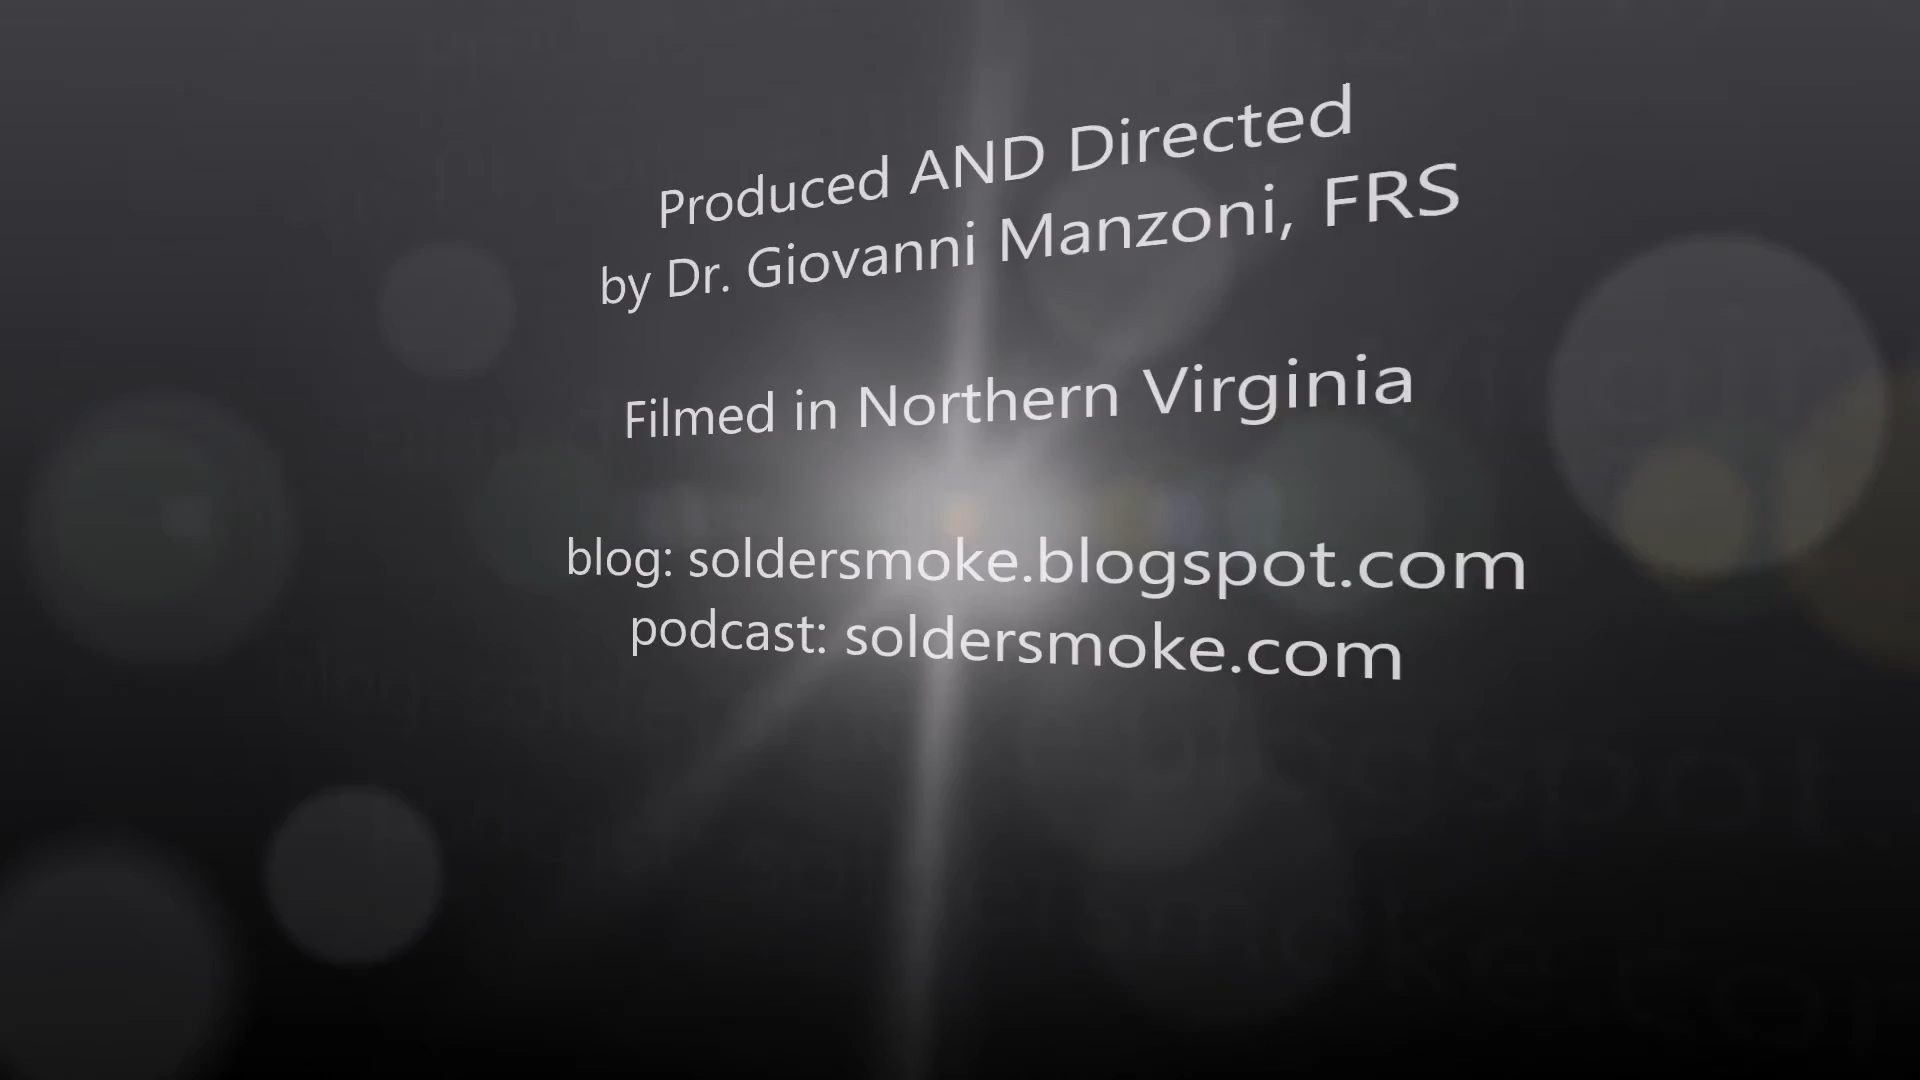 Produced AND Directed
by Dr. Giovanni Manzoni, FRS
Filmed in Northern Virginia
blog: soldersmoke.blogspot.com
podcast: soldersmoke.com